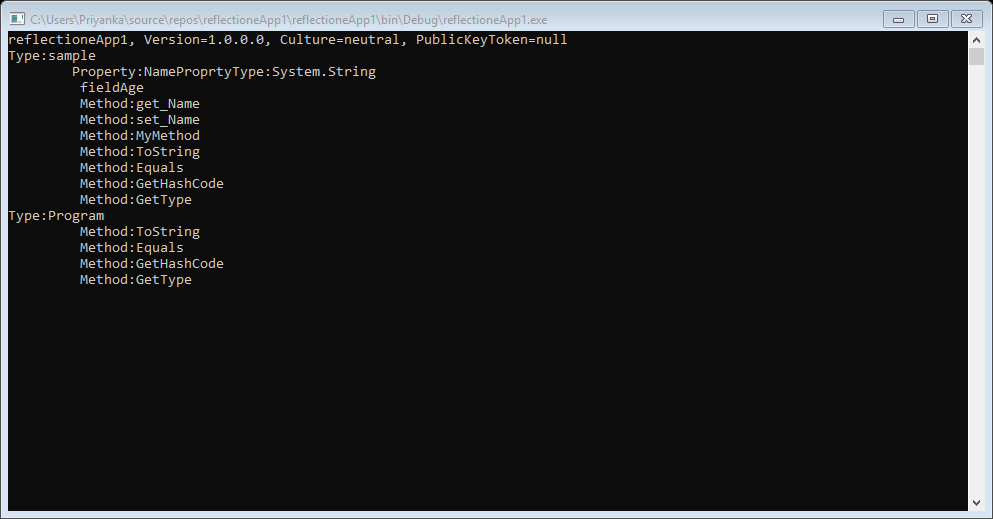 C:\Users\Priyanka\source\repos\reflectioneApp1\reflectioneApp1\bin\Debug\reflectioneApp1.exe
reflectioneApp1, Version=1.0.0.0, Culture=neutral, PublicKeyToken=null
Type:sample
Property:NameProprtyType:System.String
fieldAge
Method:get_Name
Method:set_Name
Method:MyMethod
Method:ToString
Method:Equals
Method:GetHashCode
Method:GetType
Type:Program
Method:ToString
Method:Equals
Method:GetHashCode
Method:GetType